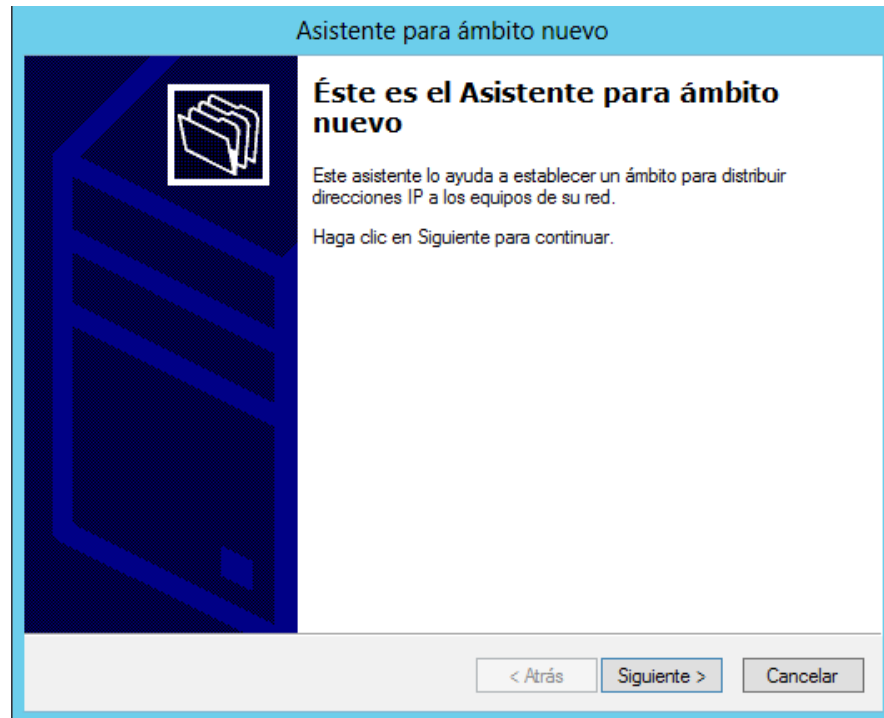 Asistente para ámbito nuevo
Éste es el Asistente para ámbito
nuevo
Este asistente lo ayuda a establecer un ámbito para distribuir
direcciones IP a los equipos de su red.
Haga clic en Siguiente para continuar.
< Atrás
Siguiente >
Cancelar